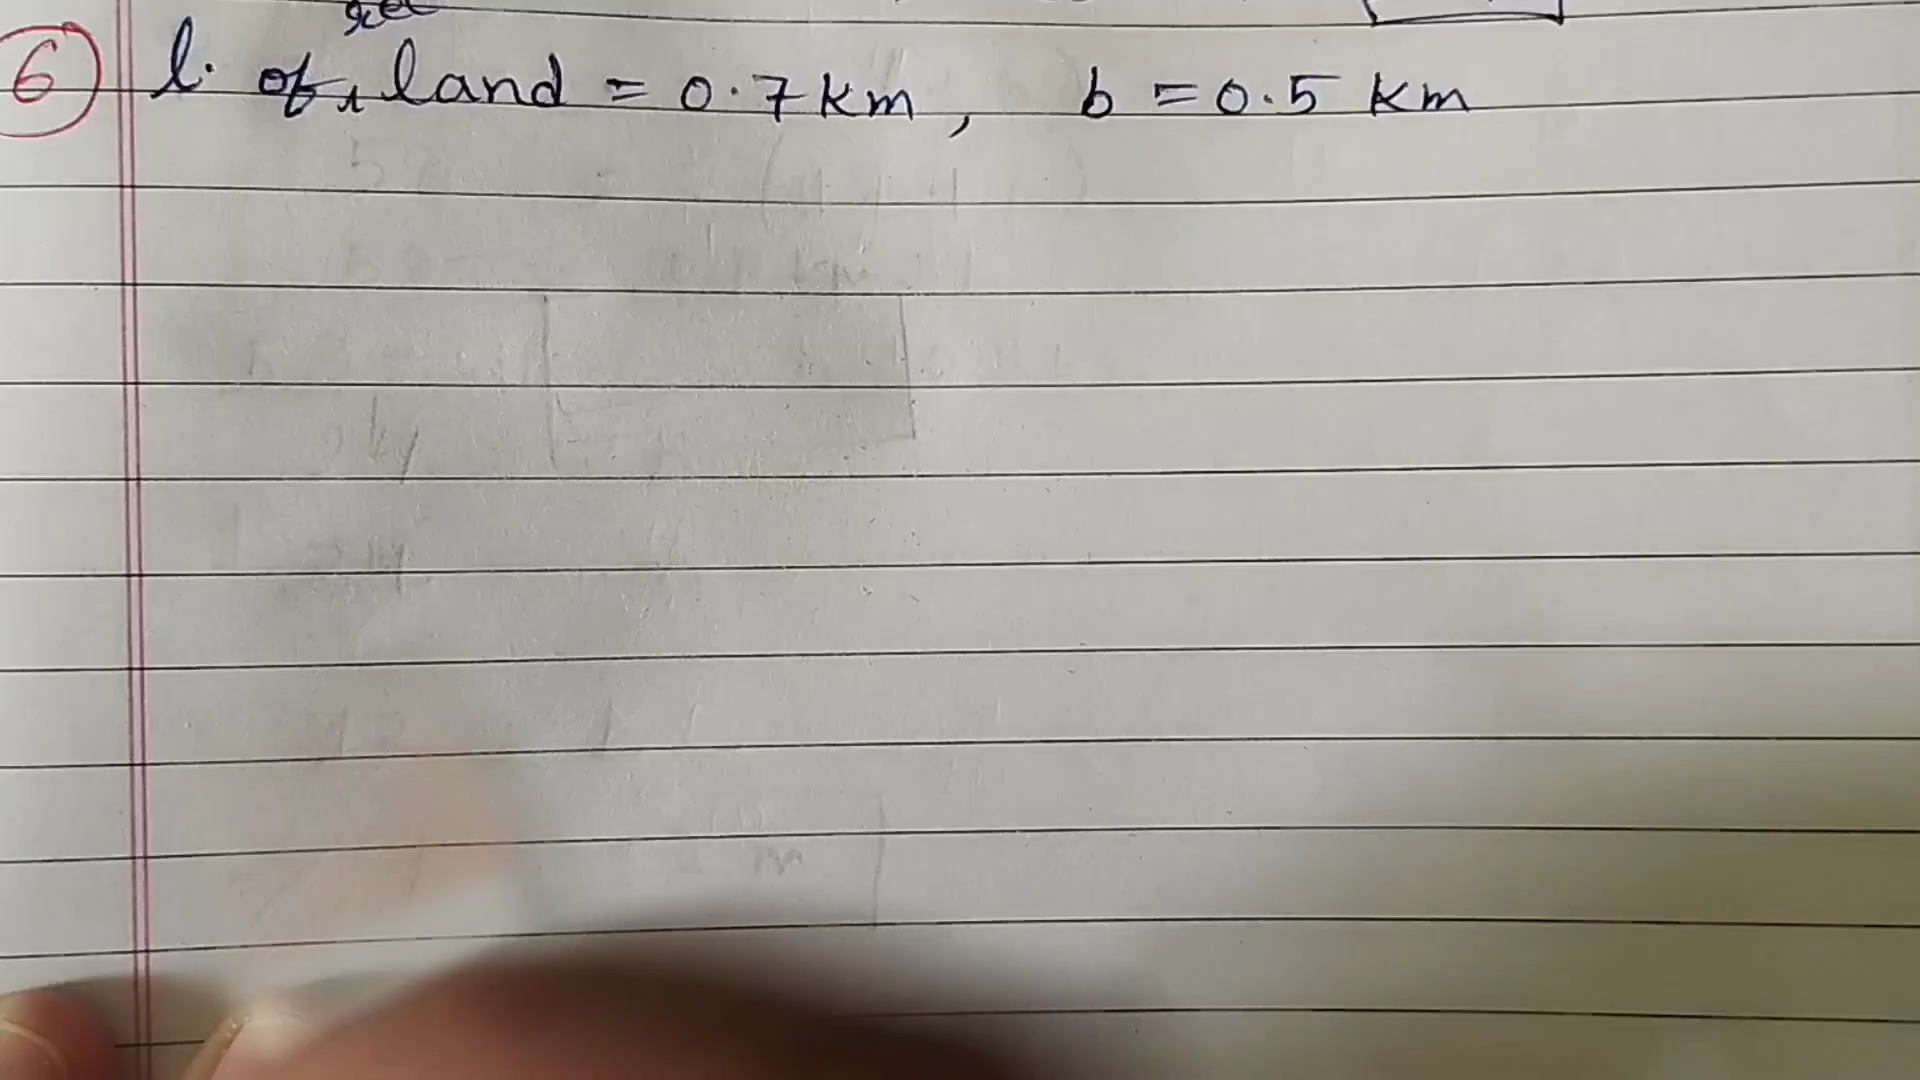 6 l. of land = 0.7 km, b = 0.5 km